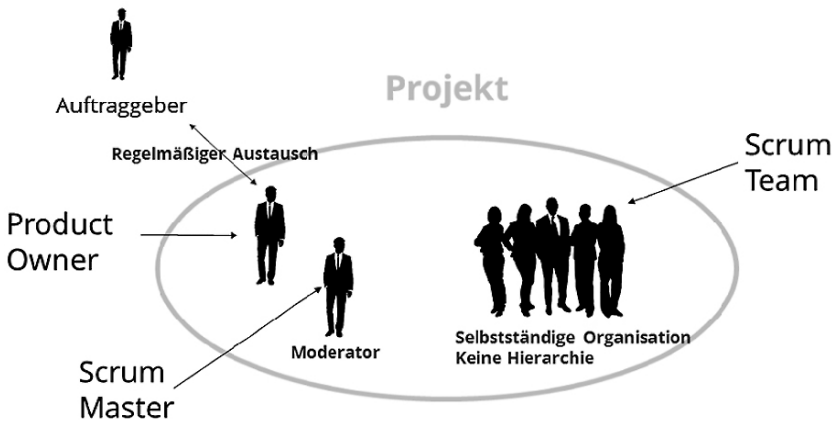 Projekt
Auftraggeber
Regelmäßiger Austausch
Scrum
Team
Product
Owner
Moderator
Selbstständige Organisation
Keine Hierarchie
Scrum
Master